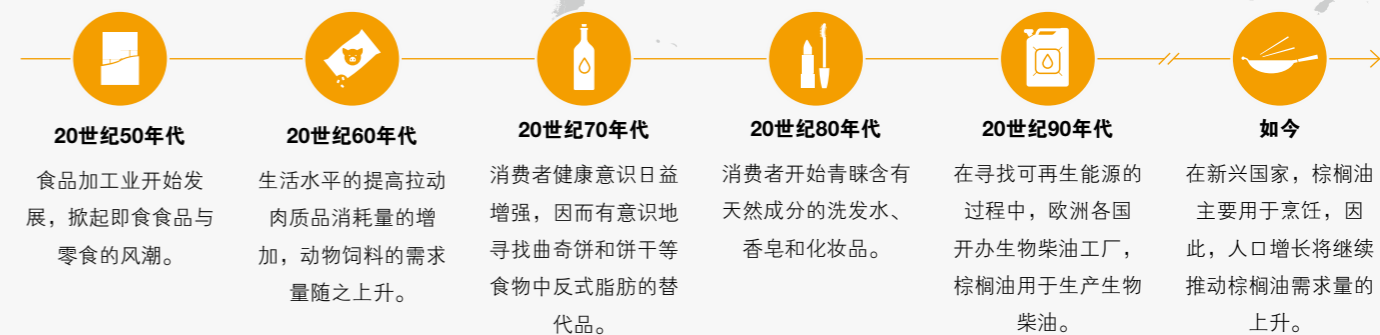 20世纪50年代
食品加工业开始发
展，掀起即食食品与
零食的风潮。
20世纪60年代
生活水平的提高拉动
肉质品消耗量的增
加，动物饲料的需求
量随之上升。
20世纪70年代
消费者健康意识日益
增强，因而有意识地
寻找曲奇饼和饼干等
食物中反式脂肪的替
代品。
20世纪80年代
消费者开始青睐含有
天然成分的洗发水、
香皂和化妆品。
20世纪90年代
在寻找可再生能源的
过程中，欧洲各国
开办生物柴油工厂，
棕榈油用于生产生物
柴油。
如今
在新兴国家，棕榈油
主要用于烹饪，因
此，人口增长将继续
推动棕榈油需求量的
上升。